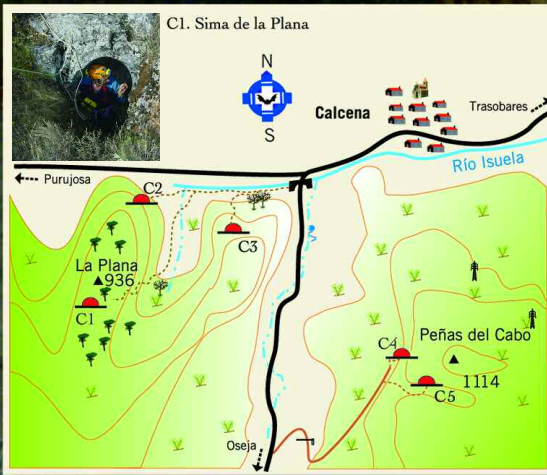 C1. Sima de la Plana
N
S
Calcena
Trasobares
Río Isuela
Purujosa
C2
C3
La Plana
936
C1
C4
Peñas del Cabo
1114
C5
Oseja